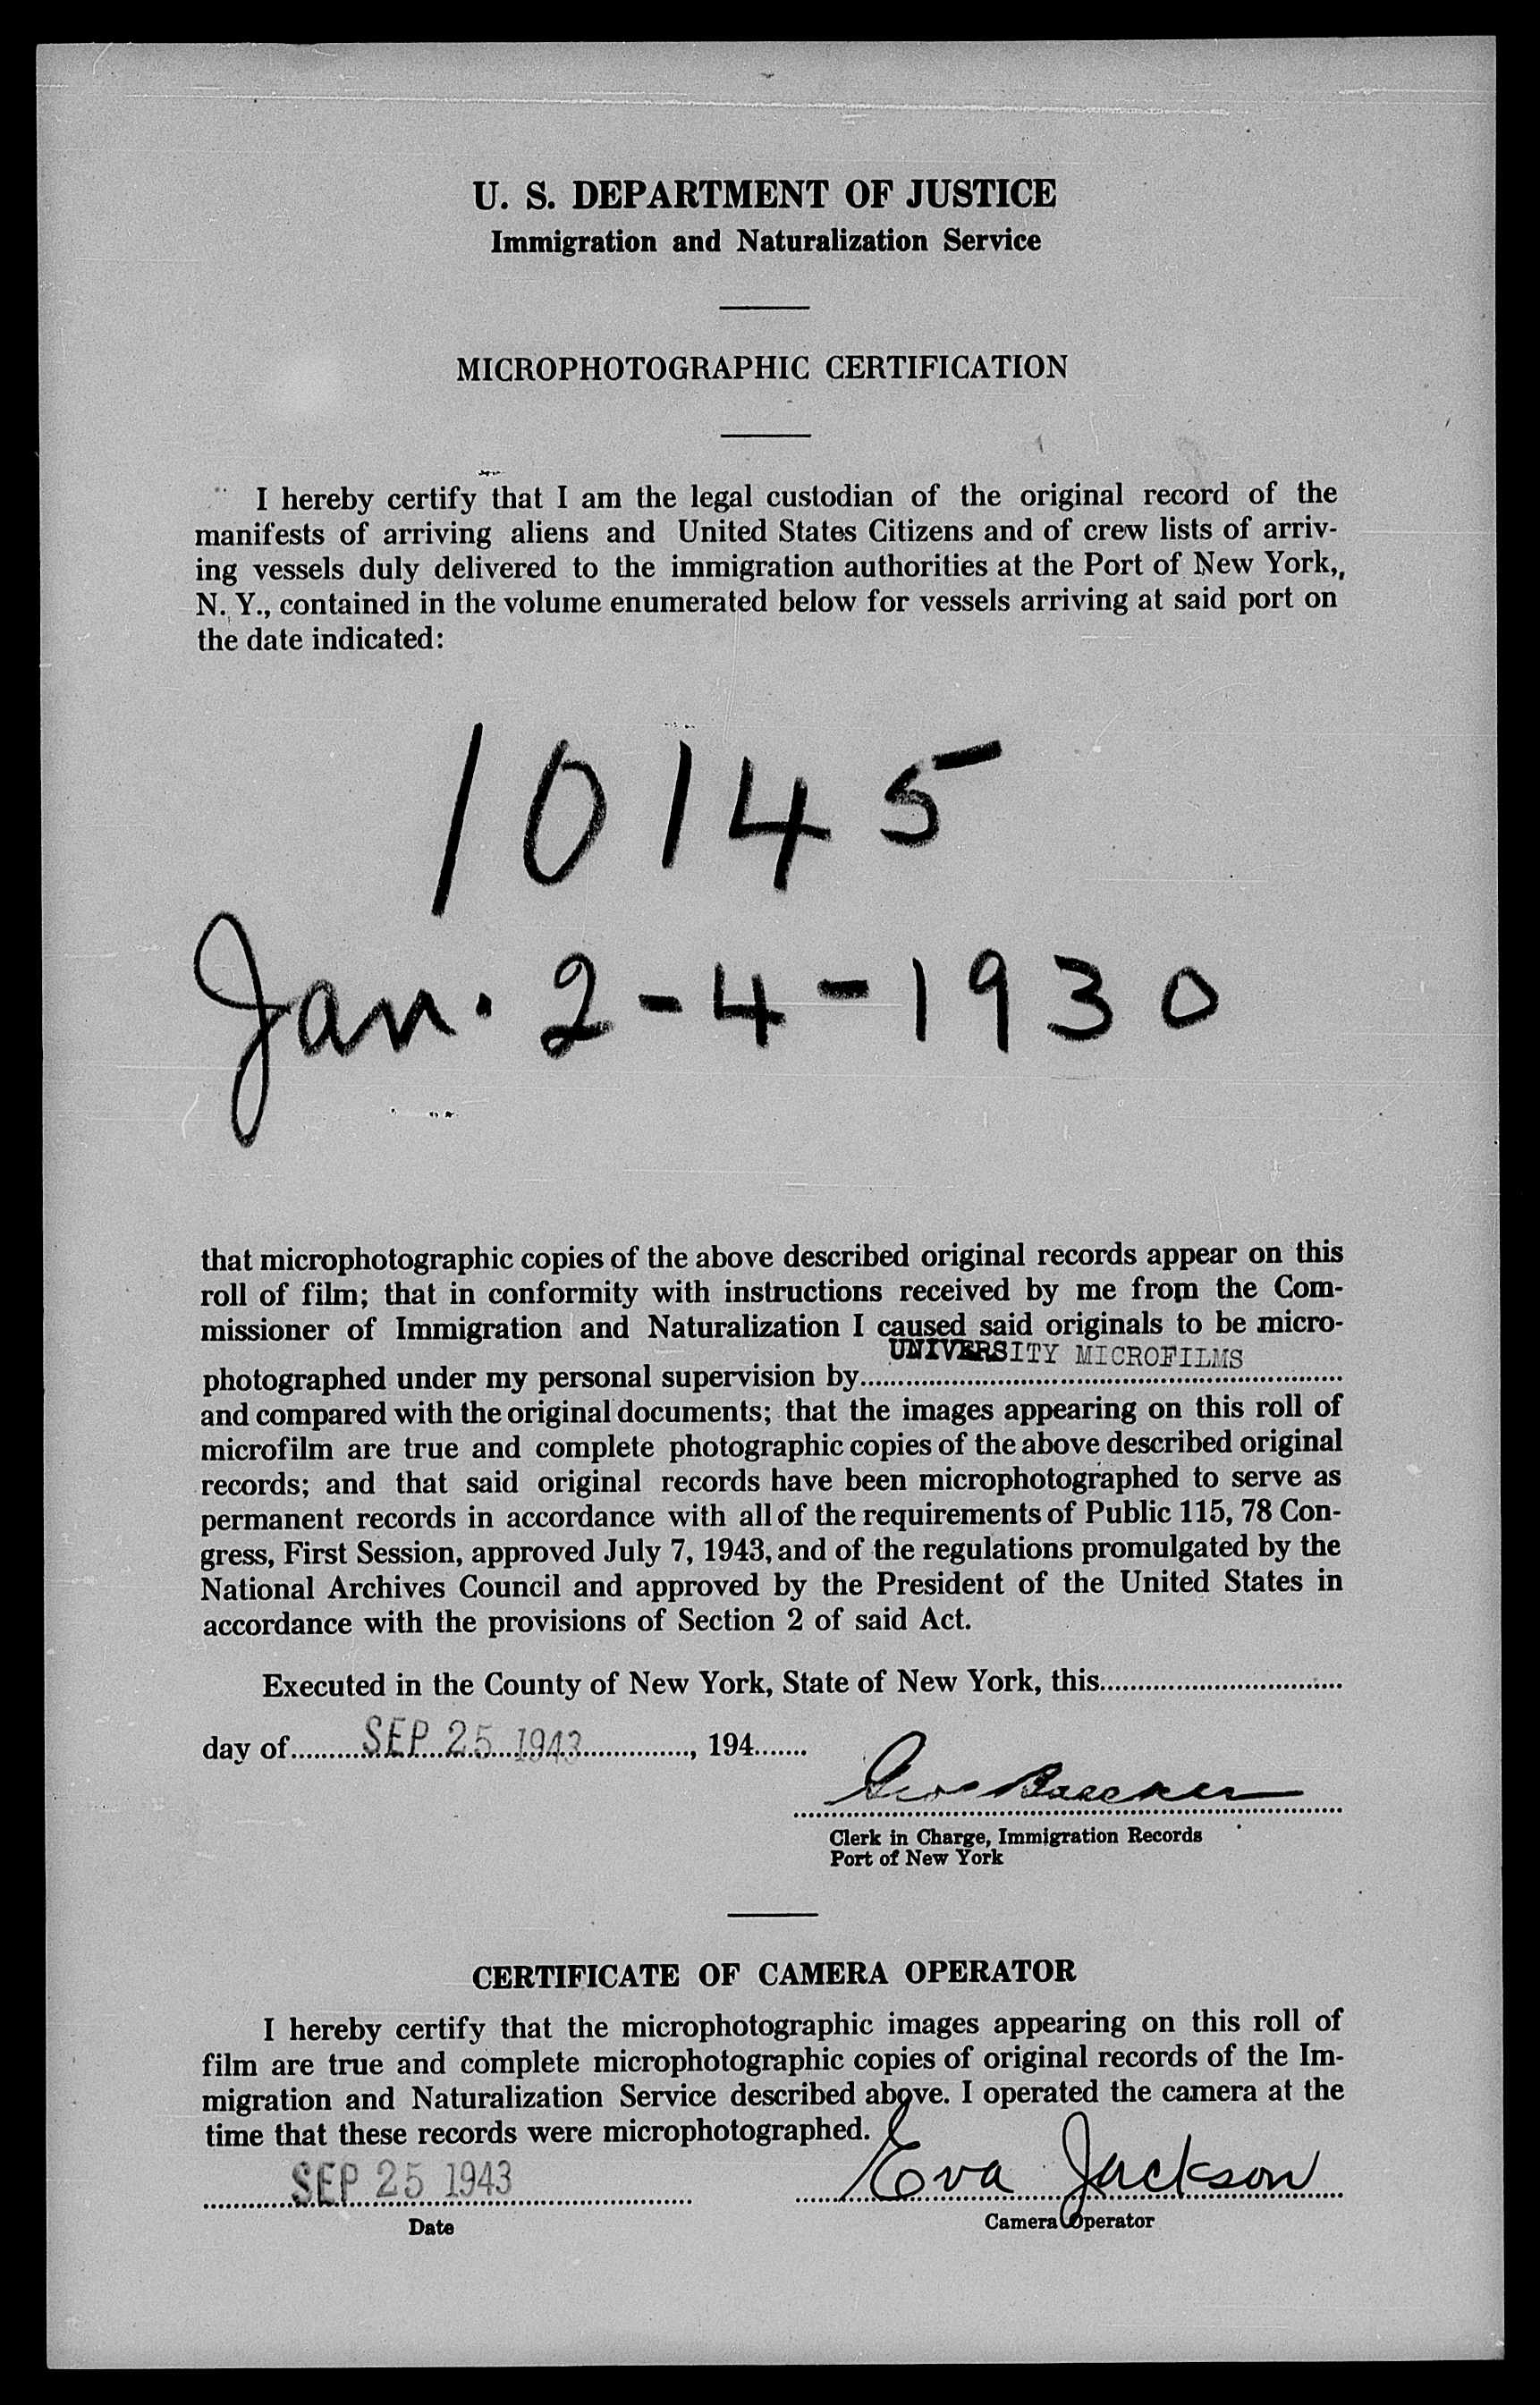 U. S. DEPARTMENT OF JUSTICE
Immigration and Naturalization Service
MICROPHOTOGRAPHIC CERTIFICATION
I hereby certify that I am the legal custodian of the original record of the
manifests of arriving aliens and United States Citizens and of crew lists of arriv-
ing vessels duly delivered to the immigration authorities at the Port of New York,,
N. Y., contained in the volume enumerated below for vessels arriving at said port on
the date indicated:
10145
Jan. 2-4-1930
that microphotographic copies of the above described original records appear on this
roll of film; that in conformity with instructions received by me from the Com-
missioner of Immigration and Naturalization I caused said originals to be micro-
UNIVERSITY MICROFILMS
photographed under my personal supervision by
and compared with the original documents; that the images appearing on this roll of
microfilm are true and complete photographic copies of the above described original
records; and that said original records have been microphotographed to serve as
permanent records in accordance with all of the requirements of Public 115, 78 Con-
gress, First Session, approved July 7, 1943, and of the regulations promulgated by the
National Archives Council and approved by the President of the United States in
accordance with the provisions of Section 2 of said Act.
Executed in the County of New York, State of New York, this
day of SEP 25 1943, 194
Geo
Clerk in Charge, Immigration Records
Port of New York
CERTIFICATE OF CAMERA OPERATOR
I hereby certify that the microphotographic images appearing on this roll of
film are true and complete microphotographic copies of original records of the Im-
migration and Naturalization Service described above. I operated the camera at the
time that these records were microphotographed.
SEP 25 1943 Eva Jackson
Date Camera Operator